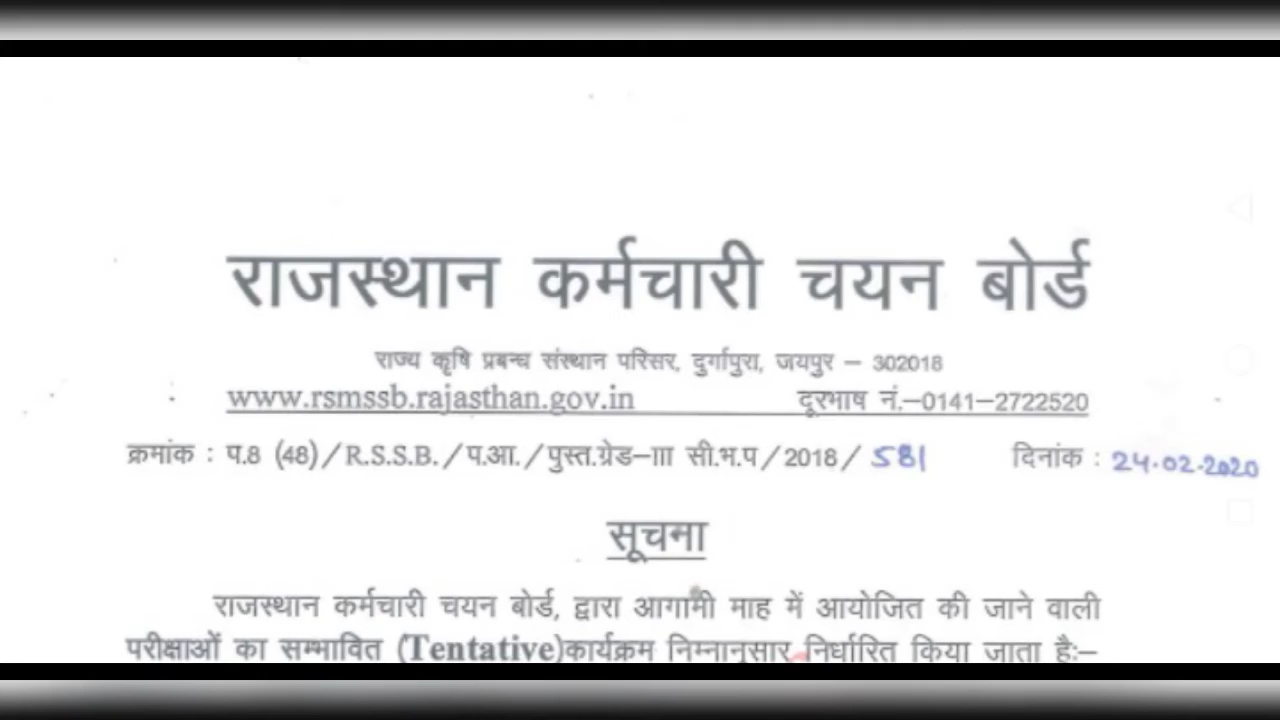 राजस्थान कर्मचारी चयन बोर्ड
राज्य कृषि प्रबन्ध संस्थान परिसर, दुर्गापुरा, जयपुर – 302018
www.rsmssb.rajasthan.gov.in दूरभाष नं.–0141–2722520
क्रमांक : प.8 (48)/R.S.S.B./प.आ./पुस्त.ग्रेड–III सी.भ.प/2018/ 581 दिनांक : 24.02.2020
सूचना
राजस्थान कर्मचारी चयन बोर्ड, द्वारा आगामी माह में आयोजित की जाने वाली
परीक्षाओं का सम्भावित (Tentative)कार्यक्रम निम्नानुसार निर्धारित किया जाता है:–